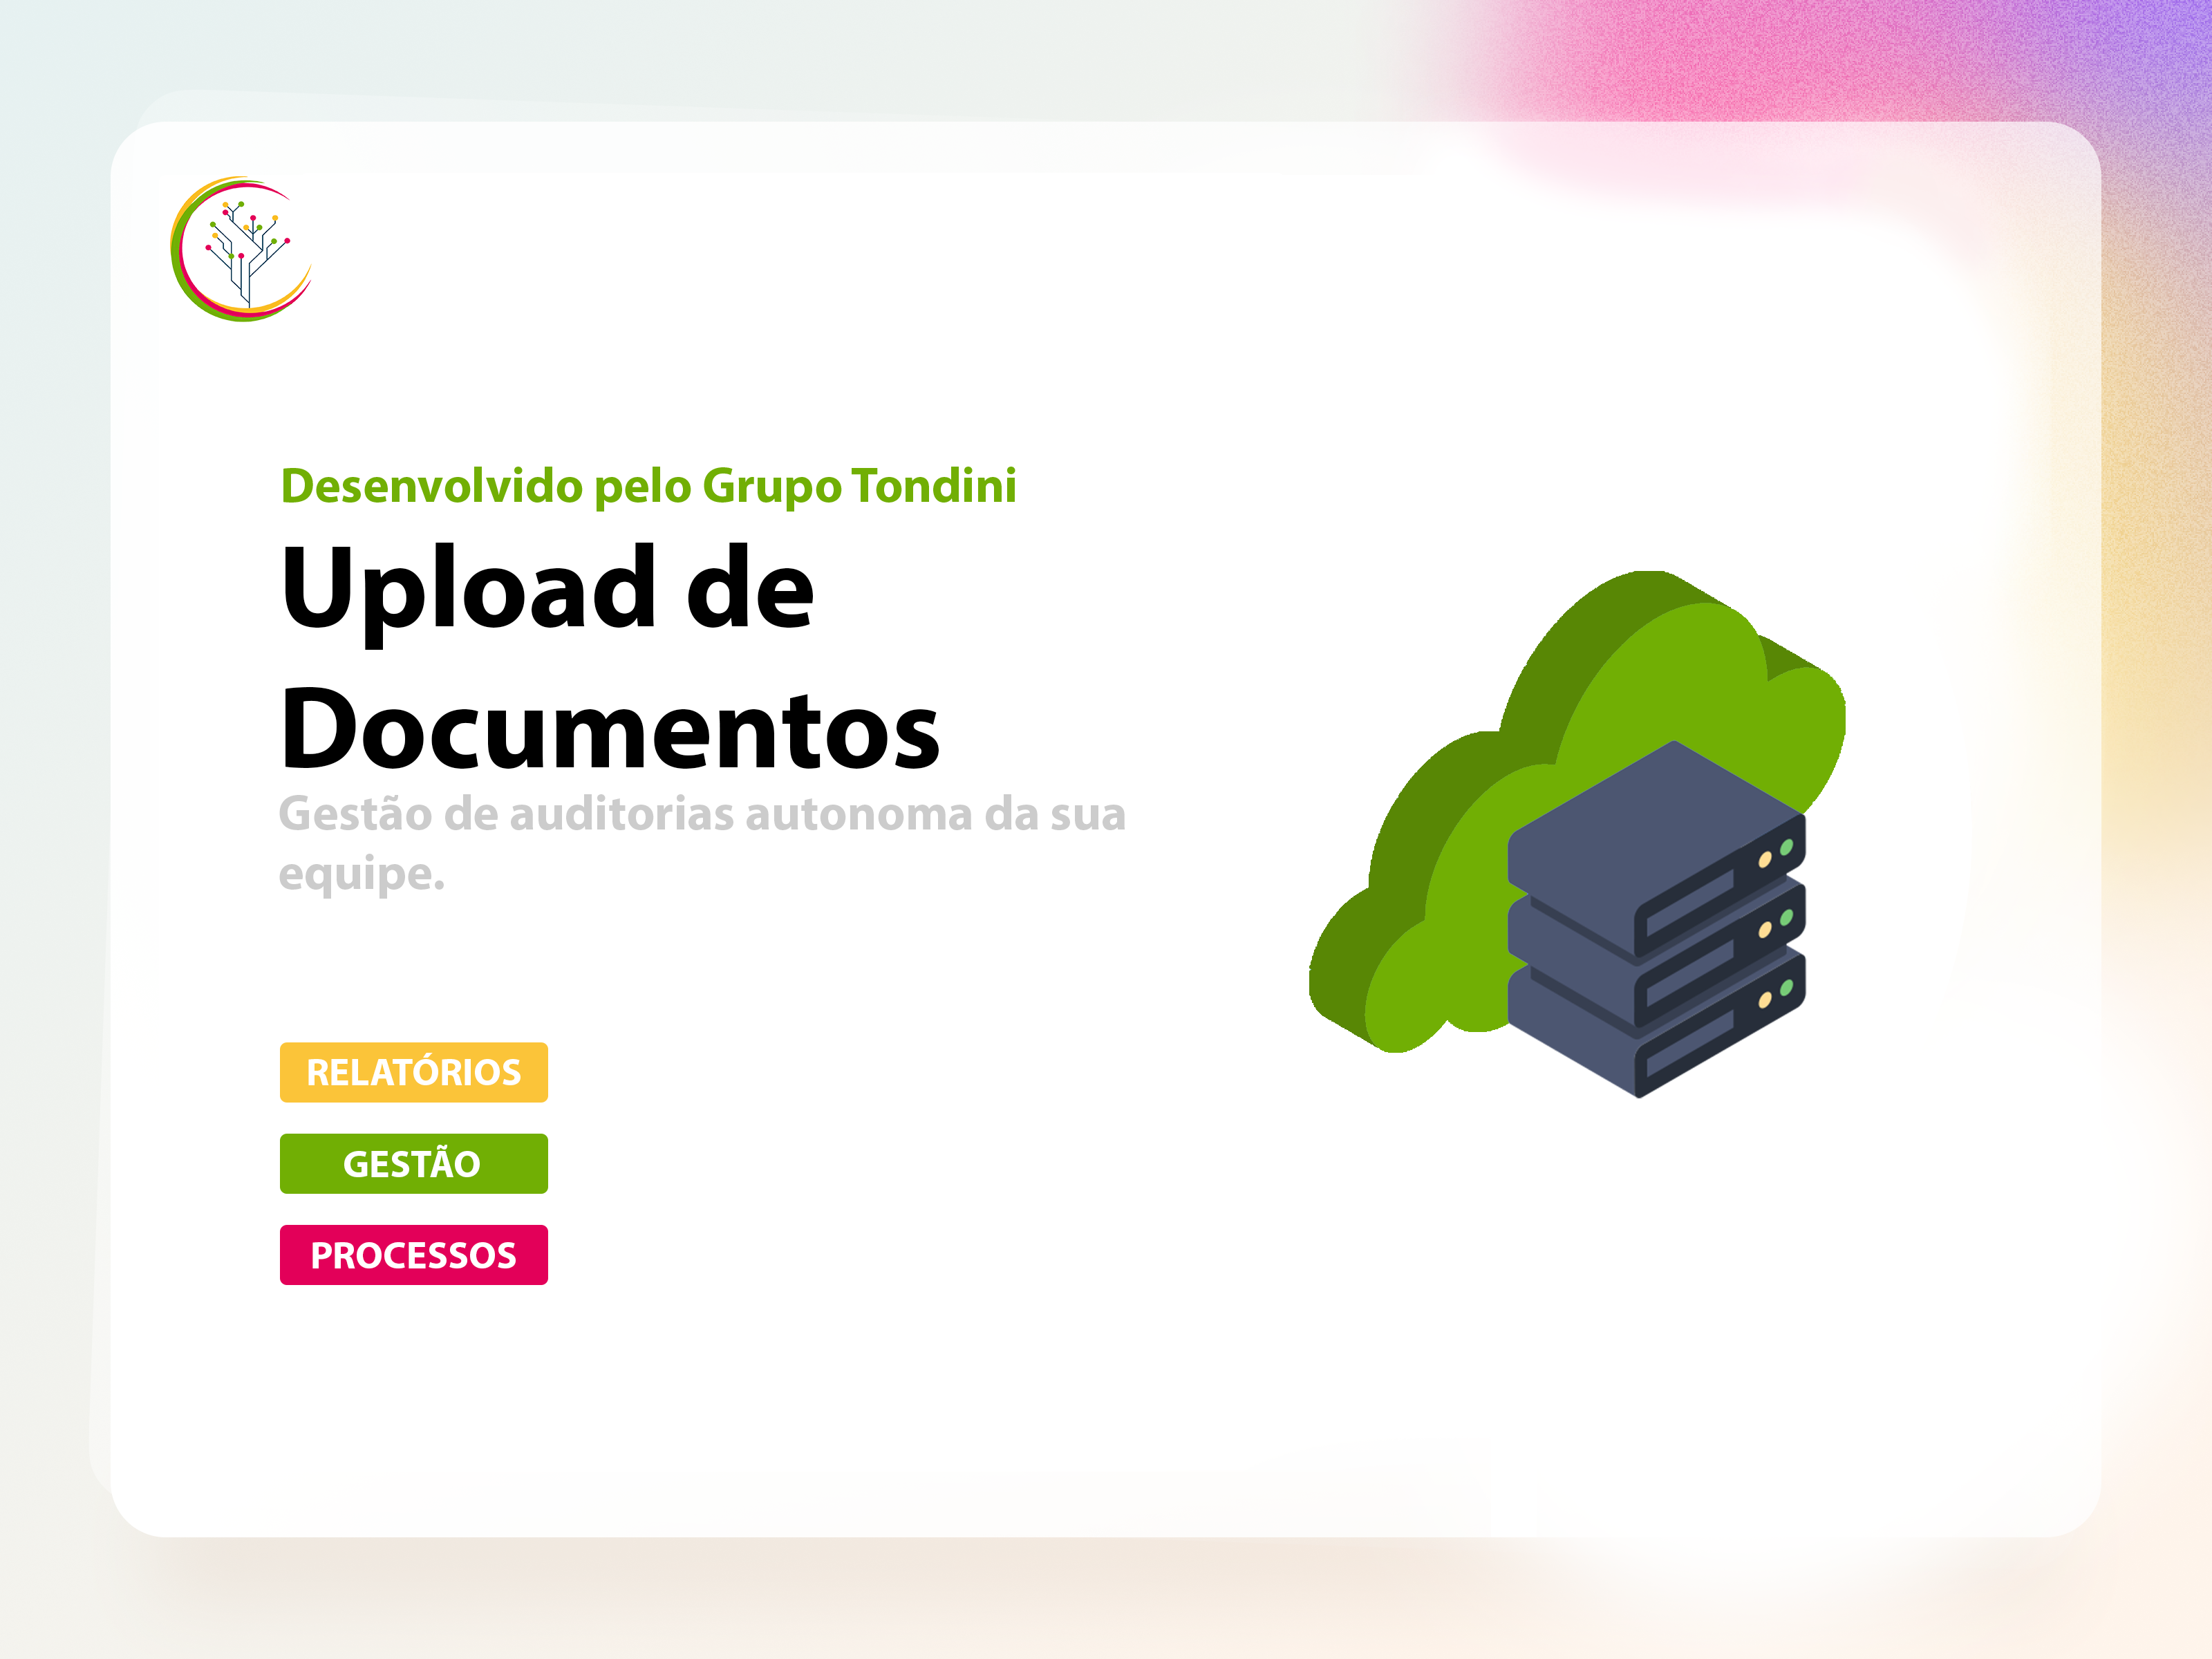 Desenvolvido pelo Grupo Tondini
Upload de
Documentos
Gestão de auditorias autonoma da sua
equipe.
RELATÓRIOS
GESTÃO
PROCESSOS